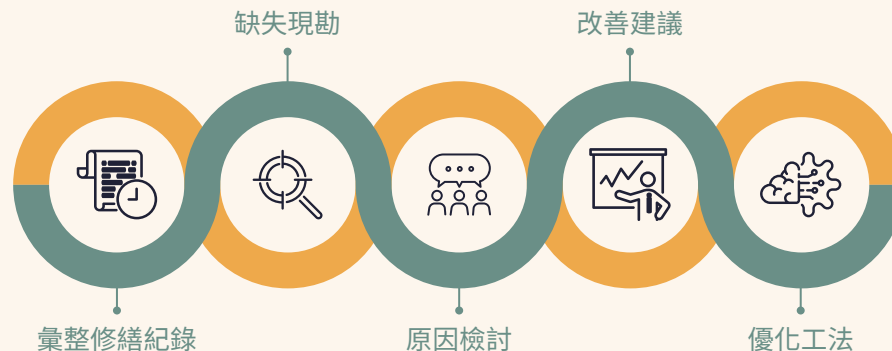 缺失現勘
改善建議
彙整修繕紀錄
原因檢討
優化工法